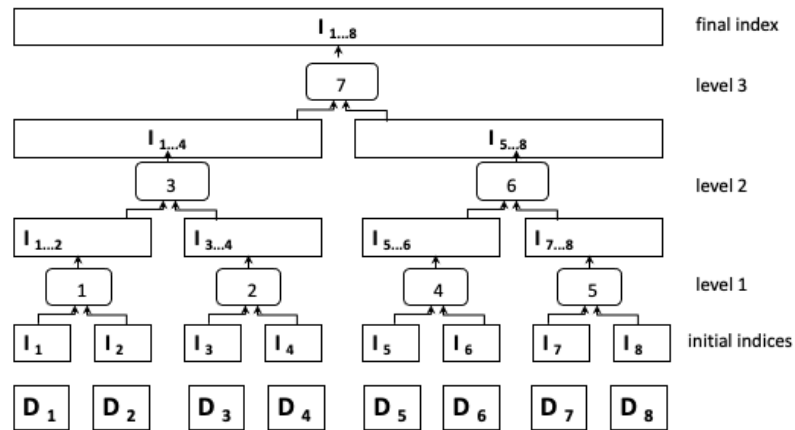 I 1...8 final index
7 level 3
I 1...4 I 5...8
3 6 level 2
I 1...2 I 3...4 I 5...6 I 7...8
1 2 4 5 level 1
I 1 I 2 I 3 I 4 I 5 I 6 I 7 I 8 initial indices
D 1 D 2 D 3 D 4 D 5 D 6 D 7 D 8